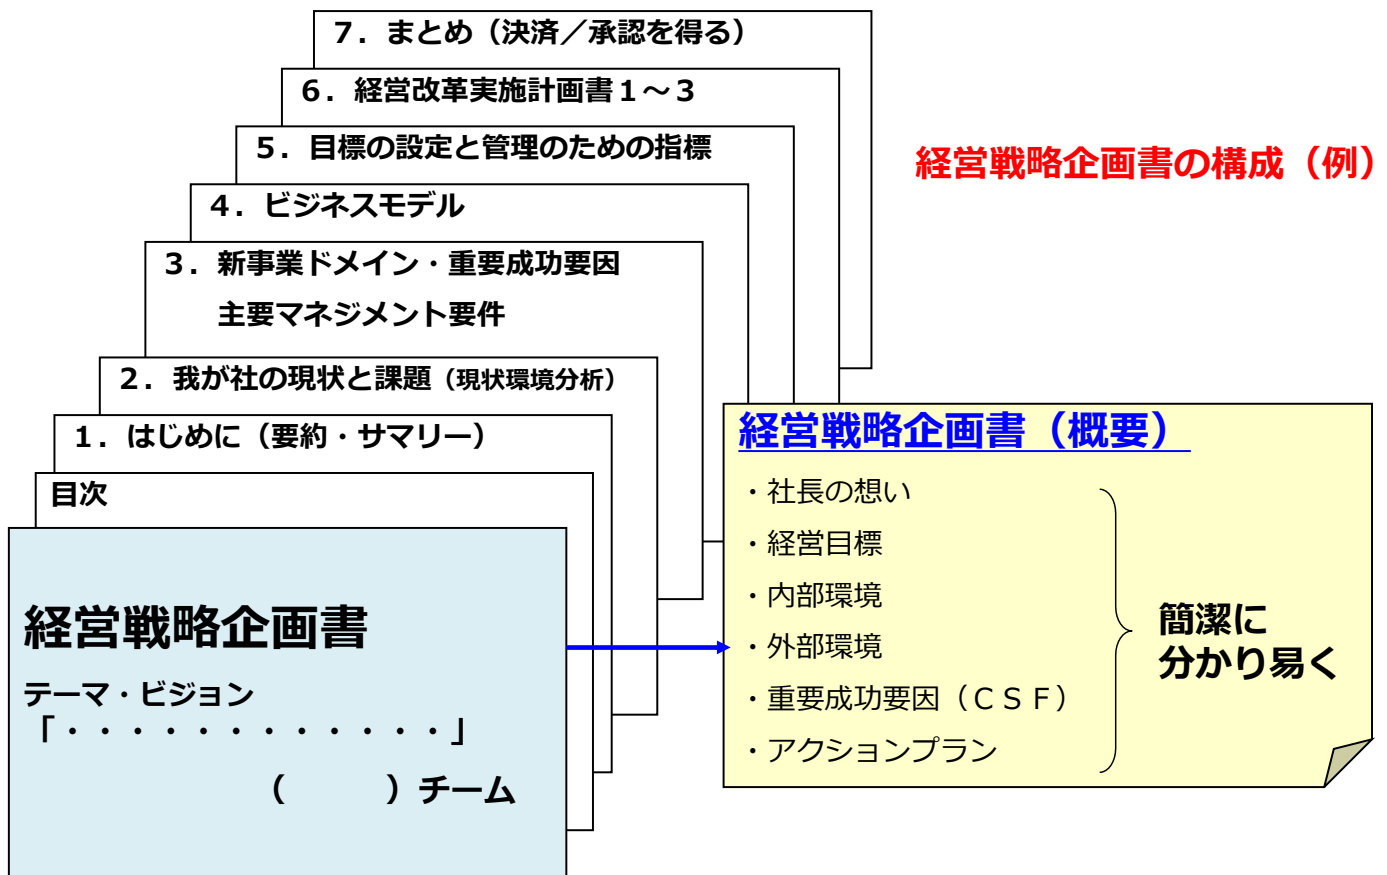 7．まとめ（決済／承認を得る）
6．経営改革実施計画書１～３
5．目標の設定と管理のための指標
経営戦略企画書の構成（例）
4．ビジネスモデル
3．新事業ドメイン・重要成功要因
主要マネジメント要件
2．我が社の現状と課題（現状環境分析）
1．はじめに（要約・サマリー）
目次
経営戦略企画書
テーマ・ビジョン
「・・・・・・・・・・・・」
（　　　）チーム
経営戦略企画書（概要）
・社長の想い
・経営目標
・内部環境
・外部環境
・重要成功要因（ＣＳＦ）
・アクションプラン
簡潔に
分かり易く